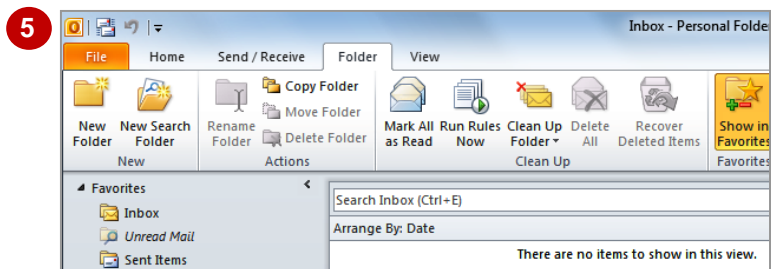 5
Inbox - Personal Folde
File Home Send / Receive Folder View
New Folder
New Search Folder
Rename Folder
Copy Folder
Move Folder
Delete Folder
Mark All as Read
Run Rules Now
Clean Up Folder
Delete All
Recover Deleted Items
Show in Favorites
New Actions Clean Up Favorites
Favorites
Inbox
Unread Mail
Sent Items
Search Inbox (Ctrl+E)
Arrange By: Date
There are no items to show in this view.